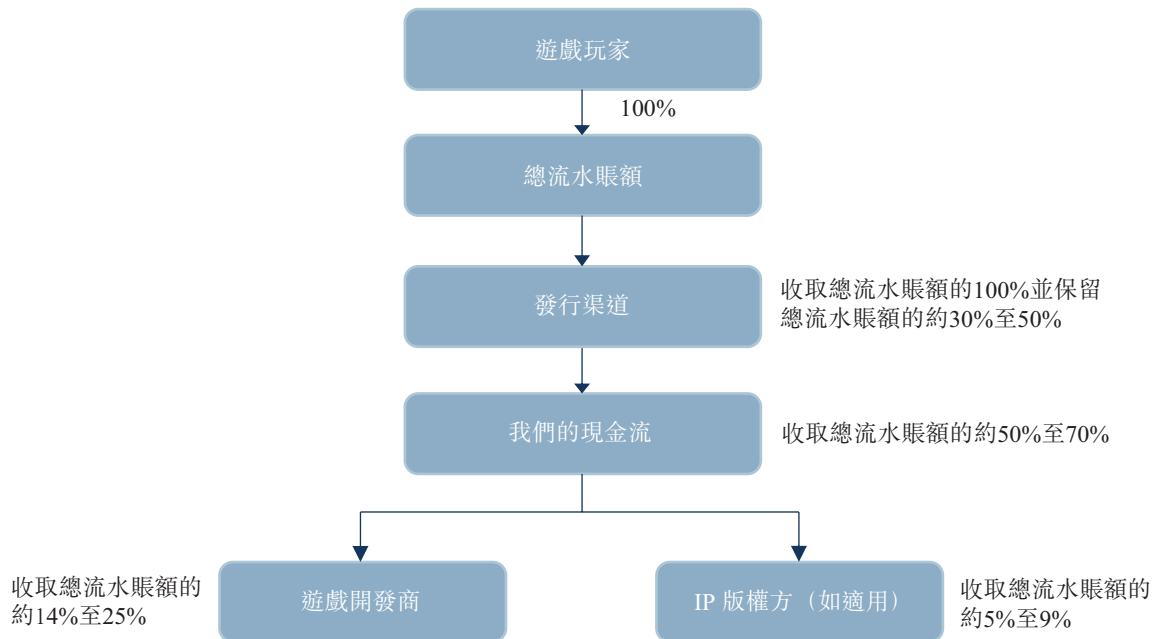 遊戲玩家
100%
總流水賬額
發行渠道
收取總流水賬額的100%並保留
總流水賬額的約30%至50%
我們的現金流
收取總流水賬額的約50%至70%
收取總流水賬額的
約14%至25%
遊戲開發商
IP 版權方（如適用）
收取總流水賬額的
約5%至9%